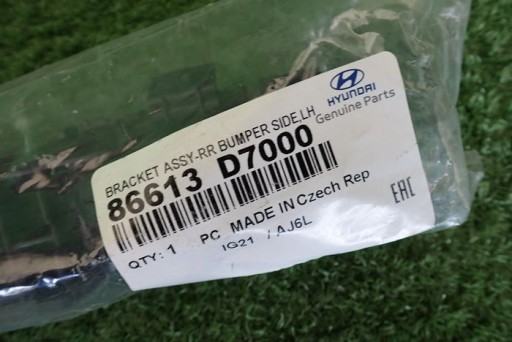 HYUNDAI
Genuine Parts
BRACKET ASSY-RR BUMPER SIDE,LH
86613 D7000
QTY: 1 PC MADE IN Czech Rep
IG21 / AJ6L
EAC